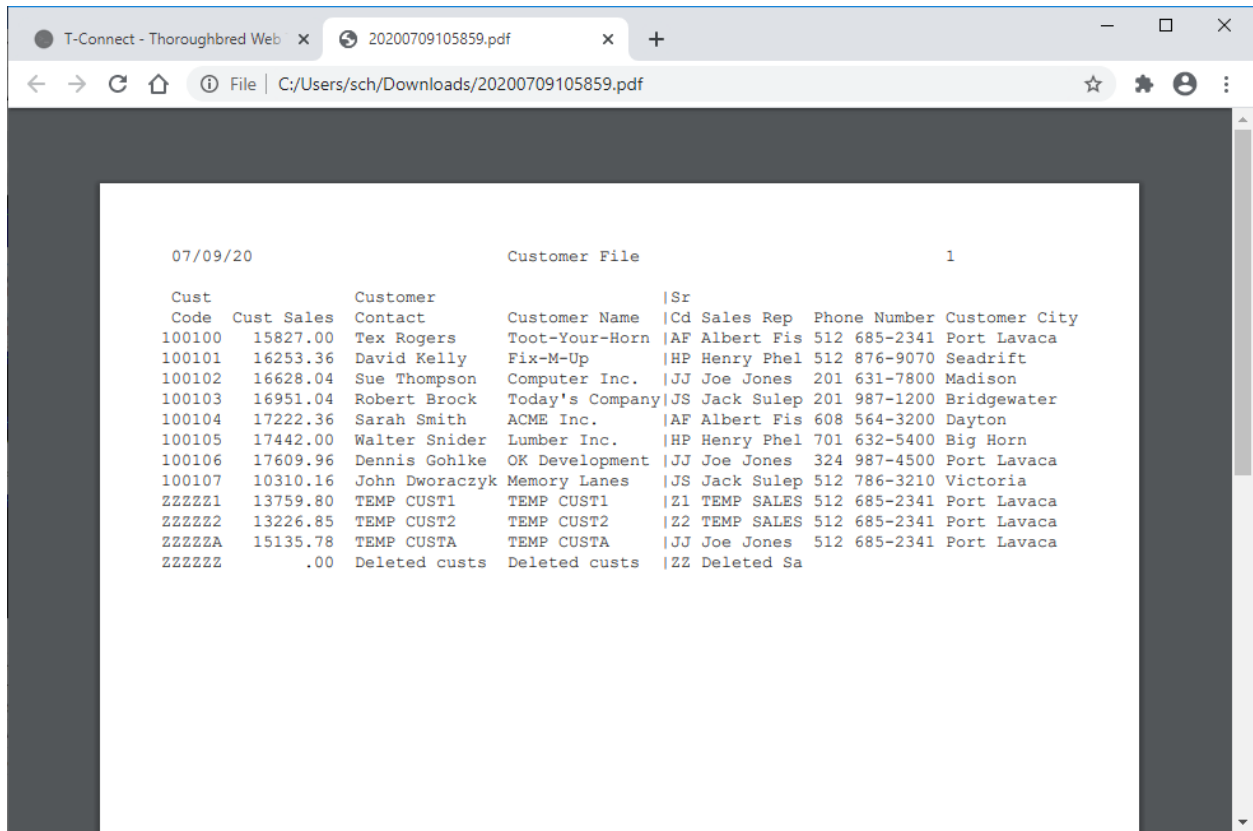 T-Connect - Thoroughbred Web 20200709105859.pdf
File | C:/Users/sch/Downloads/20200709105859.pdf
07/09/20 Customer File 1
Cust Customer |Sr
Code Cust Sales Contact Customer Name |Cd Sales Rep Phone Number Customer City
100100 15827.00 Tex Rogers Toot-Your-Horn |AF Albert Fis 512 685-2341 Port Lavaca
100101 16253.36 David Kelly Fix-M-Up |HP Henry Phel 512 876-9070 Seadrift
100102 16628.04 Sue Thompson Computer Inc. |JJ Joe Jones 201 631-7800 Madison
100103 16951.04 Robert Brock Today's Company|JS Jack Sulep 201 987-1200 Bridgewater
100104 17222.36 Sarah Smith ACME Inc. |AF Albert Fis 608 564-3200 Dayton
100105 17442.00 Walter Snider Lumber Inc. |HP Henry Phel 701 632-5400 Big Horn
100106 17609.96 Dennis Gohlke OK Development |JJ Joe Jones 324 987-4500 Port Lavaca
100107 10310.16 John Dworaczyk Memory Lanes |JS Jack Sulep 512 786-3210 Victoria
ZZZZZ1 13759.80 TEMP CUST1 TEMP CUST1 |Z1 TEMP SALES 512 685-2341 Port Lavaca
ZZZZZ2 13226.85 TEMP CUST2 TEMP CUST2 |Z2 TEMP SALES 512 685-2341 Port Lavaca
ZZZZZA 15135.78 TEMP CUSTA TEMP CUSTA |JJ Joe Jones 512 685-2341 Port Lavaca
ZZZZZZ .00 Deleted custs Deleted custs |ZZ Deleted Sa